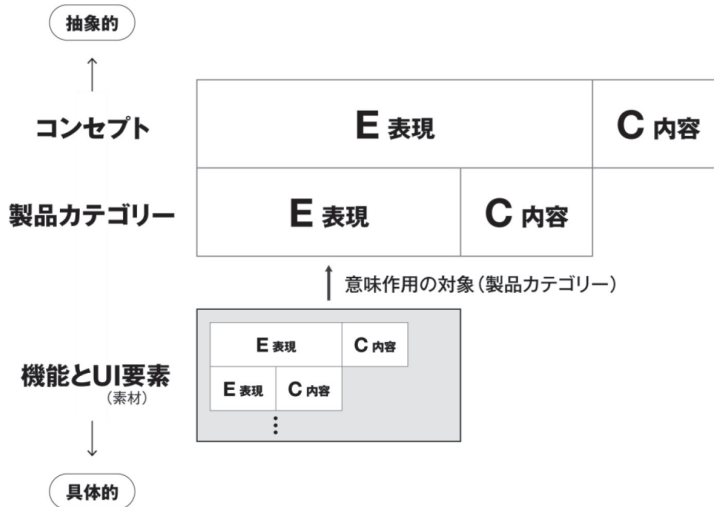 抽象的
コンセプト
E 表現
C 内容
製品カテゴリー
E 表現
C 内容
意味作用の対象(製品カテゴリー)
E 表現
C 内容
機能とUI要素
(素材)
E 表現
C 内容
具体的